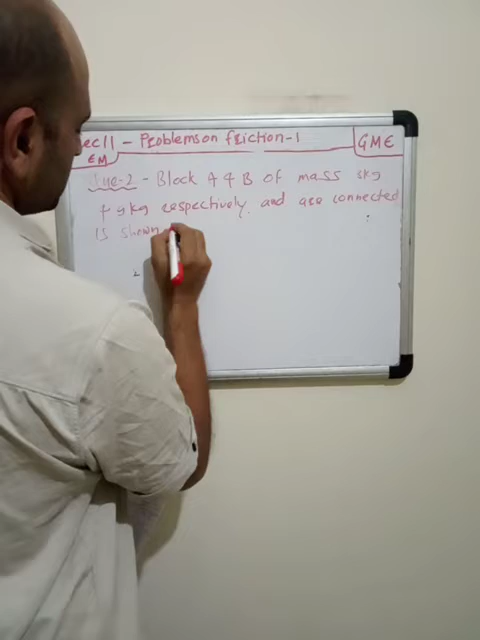 ec11 - Problems on friction-1
GME
EM
Que-2 - Block A & B of mass 5kg
& 9kg respectively. and are connected
is shown